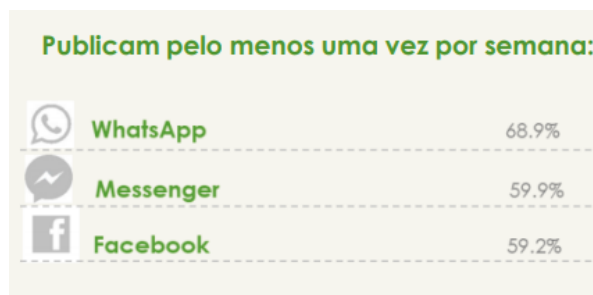 Publicam pelo menos uma vez por semana:
WhatsApp 68.9%
Messenger 59.9%
Facebook 59.2%